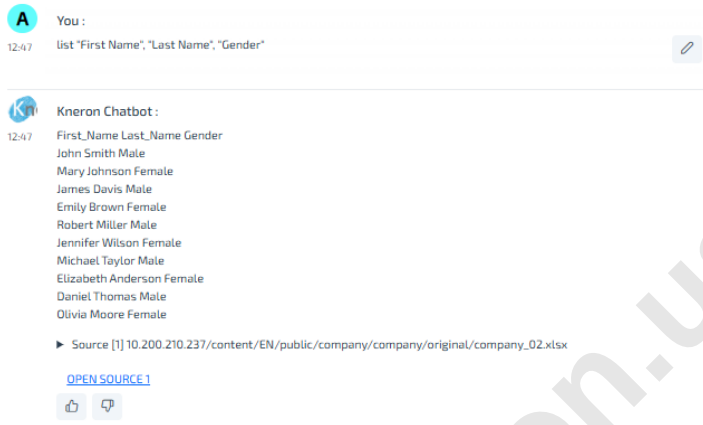 A
You :
12:47
list "First Name", "Last Name", "Gender"
Kn
Kneron Chatbot :
12:47
First_Name Last_Name Gender
John Smith Male
Mary Johnson Female
James Davis Male
Emily Brown Female
Robert Miller Male
Jennifer Wilson Female
Michael Taylor Male
Elizabeth Anderson Female
Daniel Thomas Male
Olivia Moore Female
▶ Source [1] 10.200.210.237/content/EN/public/company/company/original/company_02.xlsx
OPEN SOURCE 1